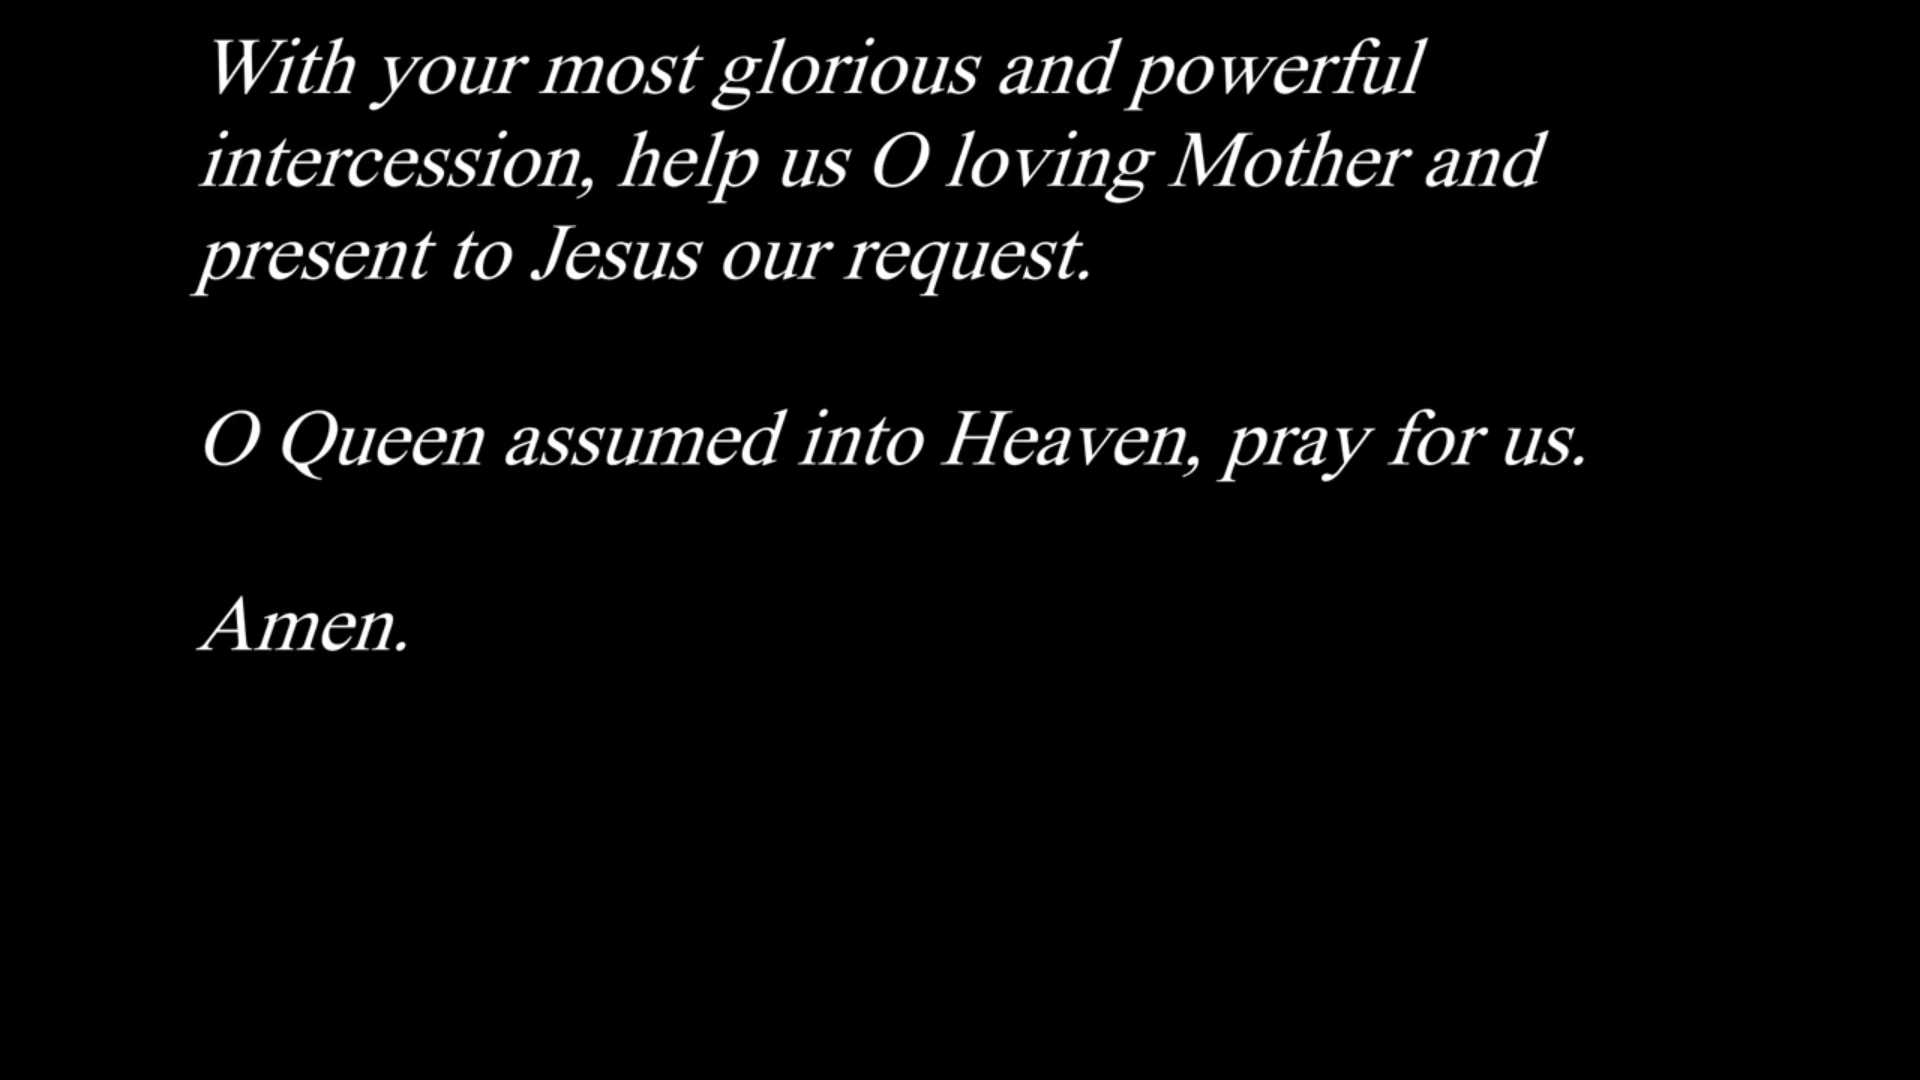 With your most glorious and powerful
intercession, help us O loving Mother and
present to Jesus our request.
O Queen assumed into Heaven, pray for us.
Amen.